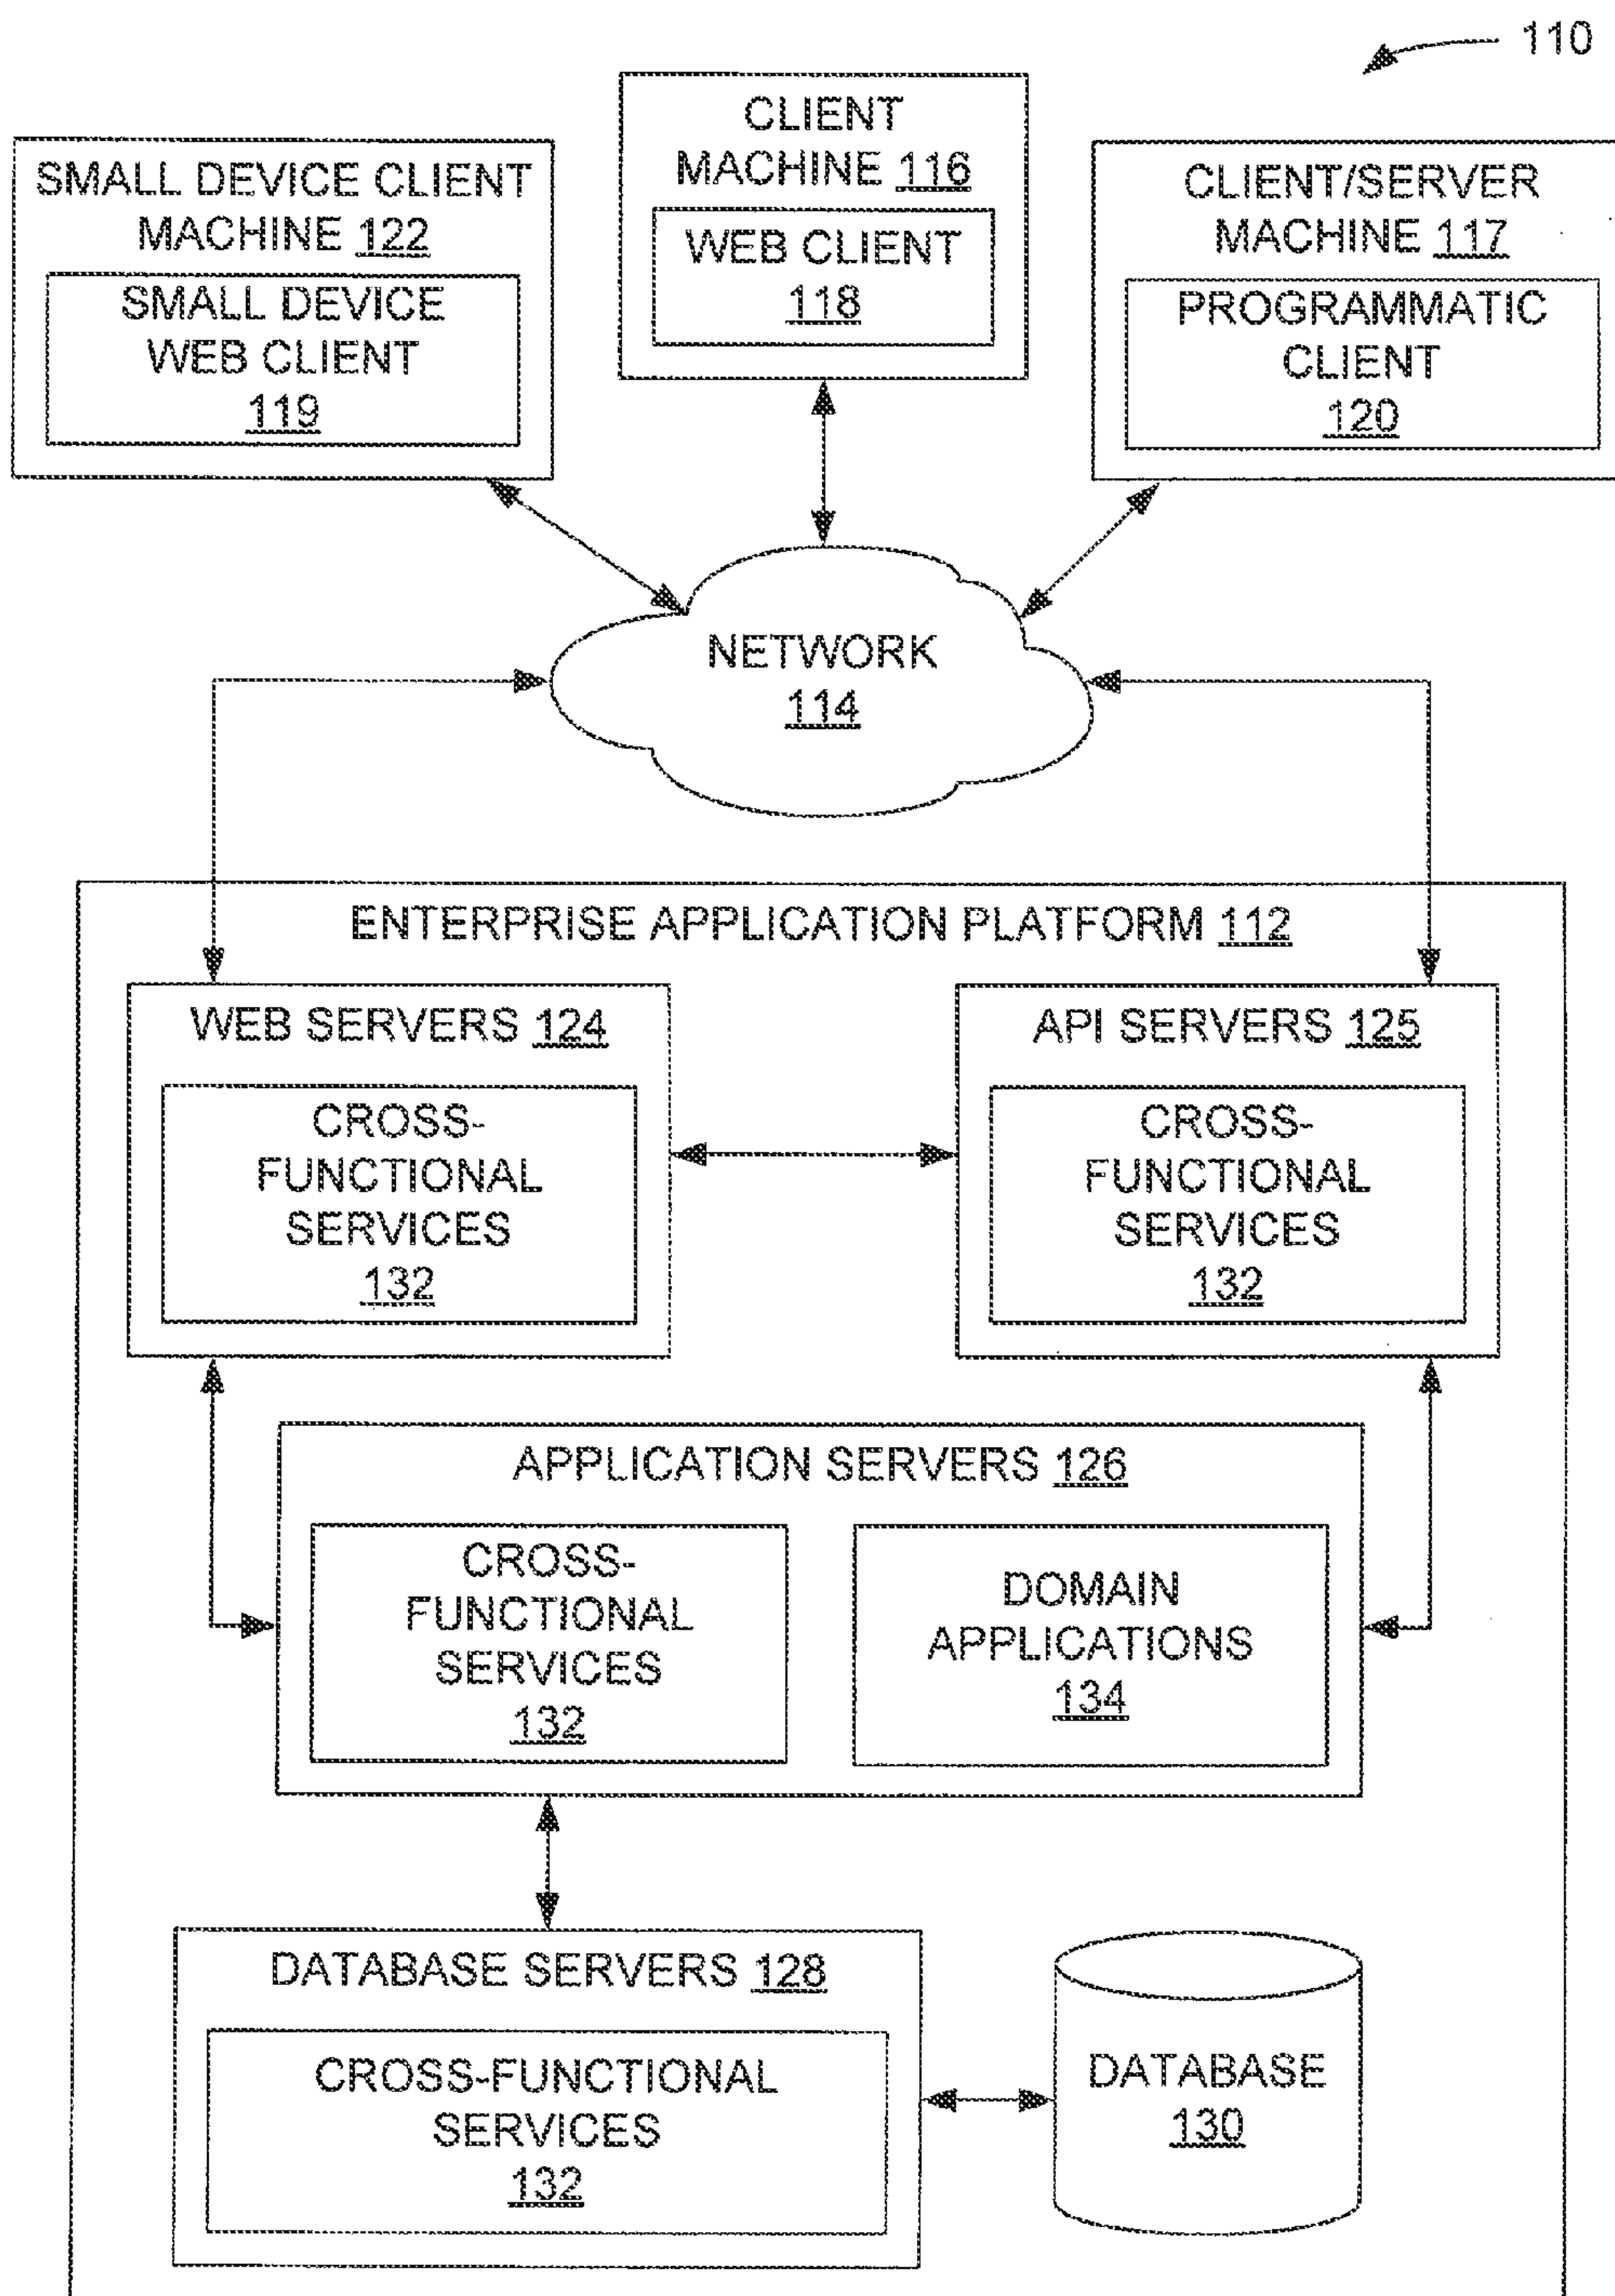 110
CLIENT
MACHINE 116
WEB CLIENT
118
SMALL DEVICE CLIENT
MACHINE 122
SMALL DEVICE
WEB CLIENT
119
CLIENT/SERVER
MACHINE 117
PROGRAMMATIC
CLIENT
120
NETWORK
114
ENTERPRISE APPLICATION PLATFORM 112
WEB SERVERS 124
CROSS-
FUNCTIONAL
SERVICES
132
API SERVERS 125
CROSS-
FUNCTIONAL
SERVICES
132
APPLICATION SERVERS 126
CROSS-
FUNCTIONAL
SERVICES
132
DOMAIN
APPLICATIONS
134
DATABASE SERVERS 128
CROSS-FUNCTIONAL
SERVICES
132
DATABASE
130